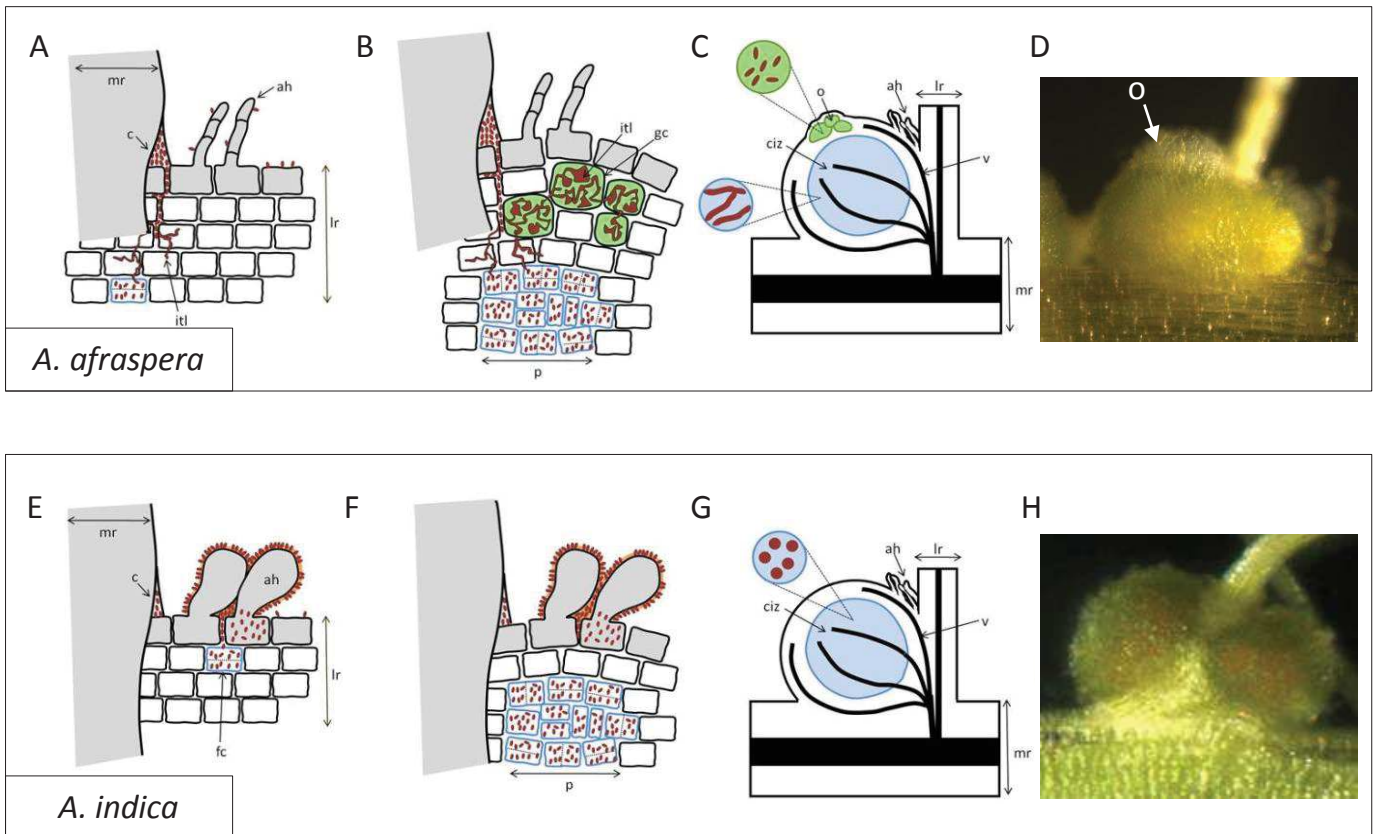 A
mr
ah
c
lr
itl
B
itl
gc
p
C
o
ah
lr
ciz
v
mr
D
O
A. afraspera
E
mr
c
ah
lr
fc
F
p
G
ah
lr
ciz
v
mr
H
A. indica